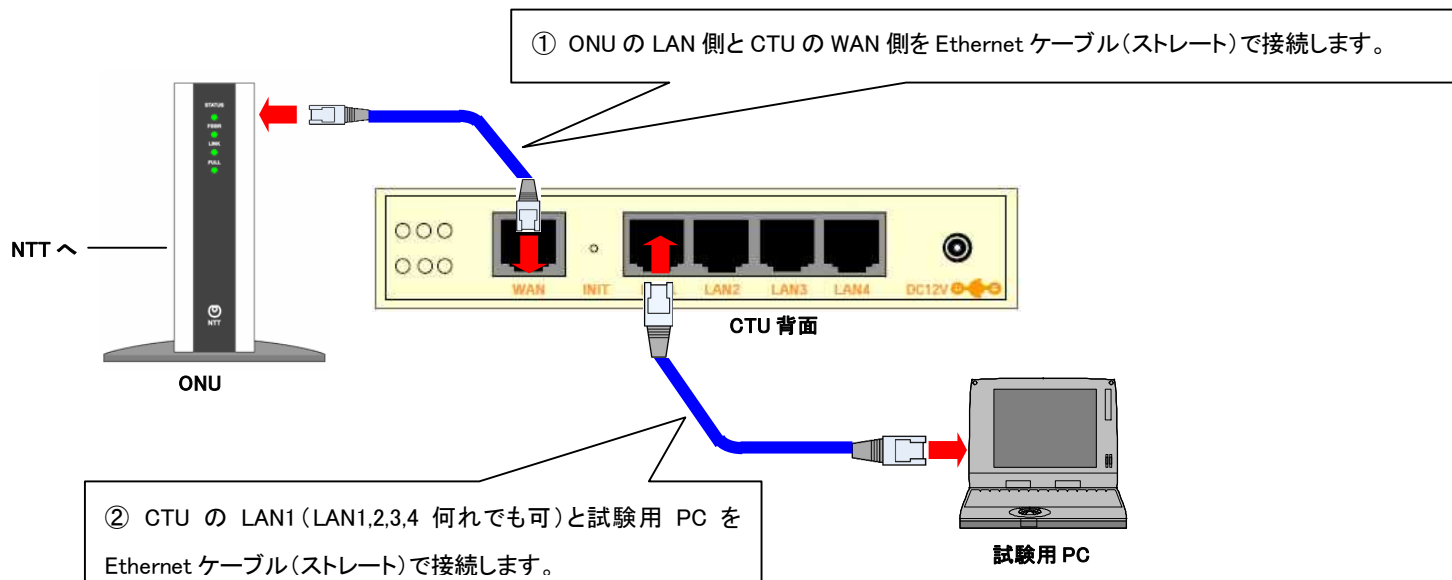 ① ONU の LAN 側と CTU の WAN 側を Ethernet ケーブル(ストレート)で接続します。
STATUS
FIBER
LINK
FULL
NTT へ
NTT
WAN
INIT
LAN2
LAN3
LAN4
DC12V
CTU 背面
ONU
② CTU の LAN1(LAN1,2,3,4 何れでも可)と試験用 PC を
Ethernet ケーブル(ストレート)で接続します。
試験用 PC